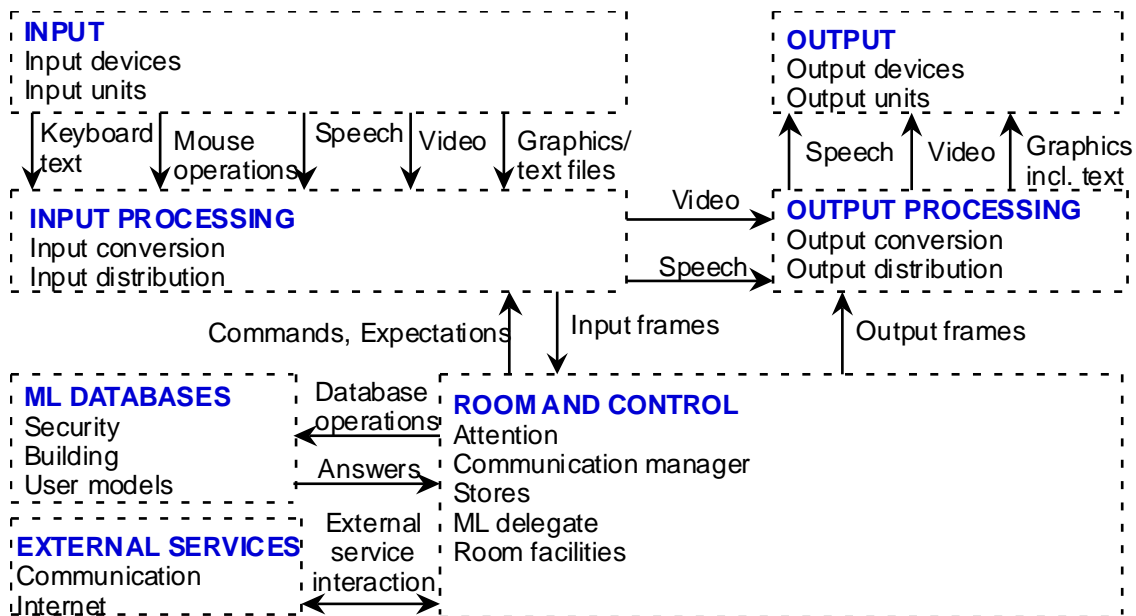 INPUT
Input devices
Input units
OUTPUT
Output devices
Output units
Keyboard
text
Mouse
operations
Speech
Video
Graphics/
text files
Speech
Video
Graphics
incl. text
INPUT PROCESSING
Input conversion
Input distribution
Video
Speech
OUTPUT PROCESSING
Output conversion
Output distribution
Commands, Expectations
Input frames
Output frames
ML DATABASES
Security
Building
User models
Database
operations
Answers
ROOM AND CONTROL
Attention
Communication manager
Stores
ML delegate
Room facilities
EXTERNAL SERVICES
Communication
Internet
External
service
interaction